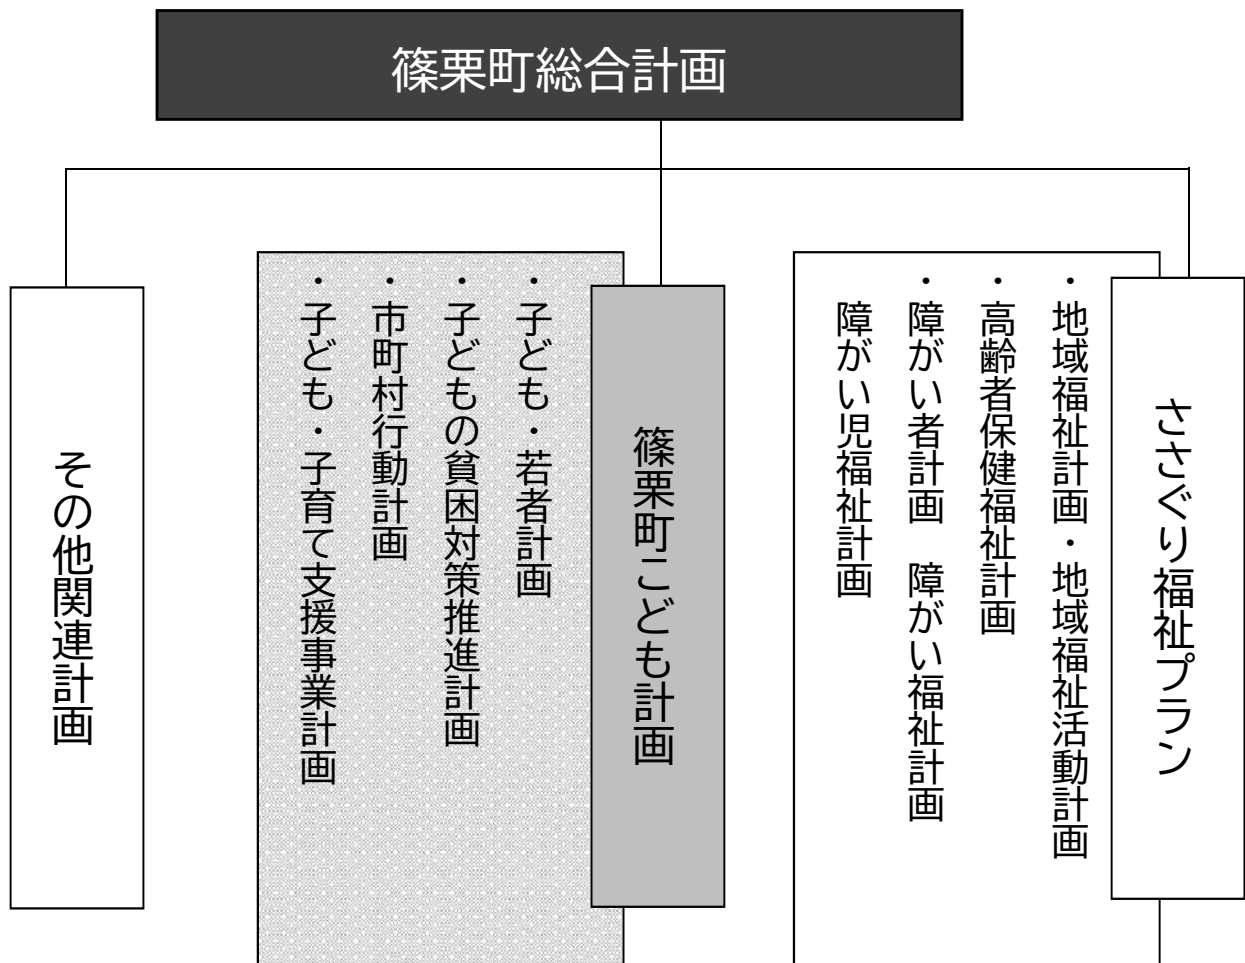 篠栗町総合計画
ささぐり福祉プラン
・地域福祉計画・地域福祉活動計画
・高齢者保健福祉計画
・障がい者計画　障がい福祉計画
障がい児福祉計画
篠栗町こども計画
・子ども・若者計画
・子どもの貧困対策推進計画
・市町村行動計画
・子ども・子育て支援事業計画
その他関連計画